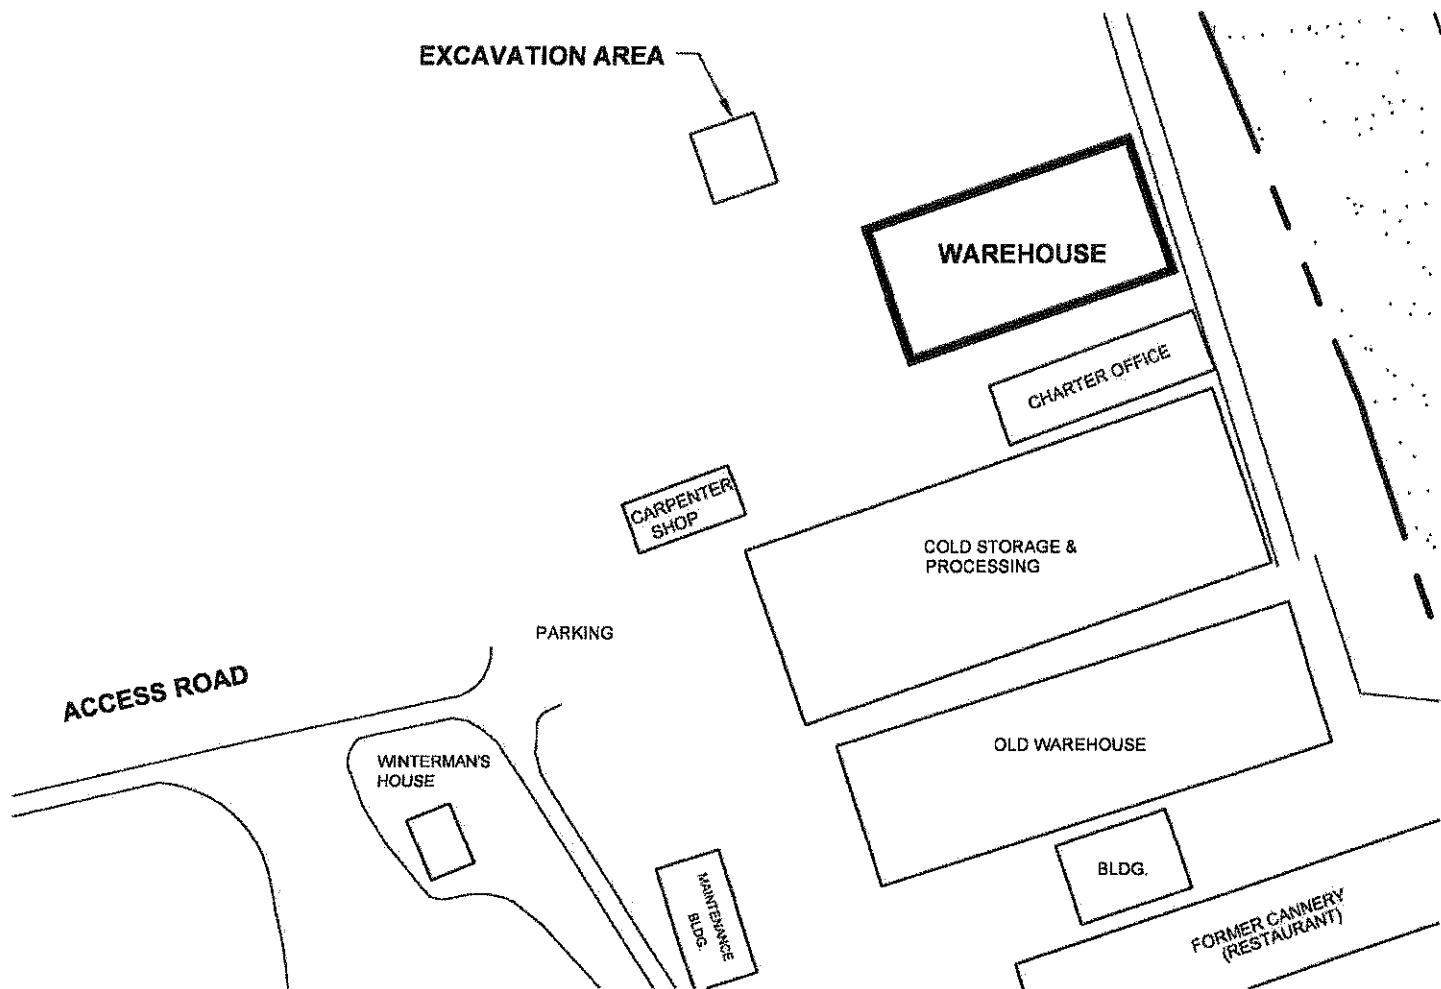 EXCAVATION AREA
WAREHOUSE
CHARTER OFFICE
CARPENTER
SHOP
COLD STORAGE &
PROCESSING
PARKING
ACCESS ROAD
OLD WAREHOUSE
WINTERMAN'S
HOUSE
BLDG.
MAINTENANCE
BLDG.
FORMER CANNERY
(RESTAURANT)